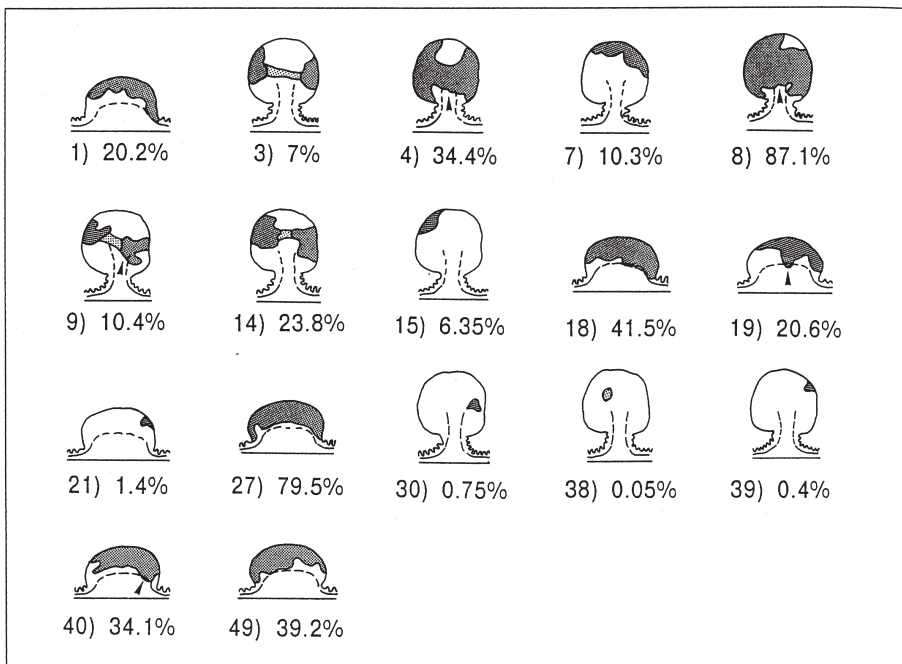 1) 20.2% 3) 7% 4) 34.4% 7) 10.3% 8) 87.1%
9) 10.4% 14) 23.8% 15) 6.35% 18) 41.5% 19) 20.6%
21) 1.4% 27) 79.5% 30) 0.75% 38) 0.05% 39) 0.4%
40) 34.1% 49) 39.2%